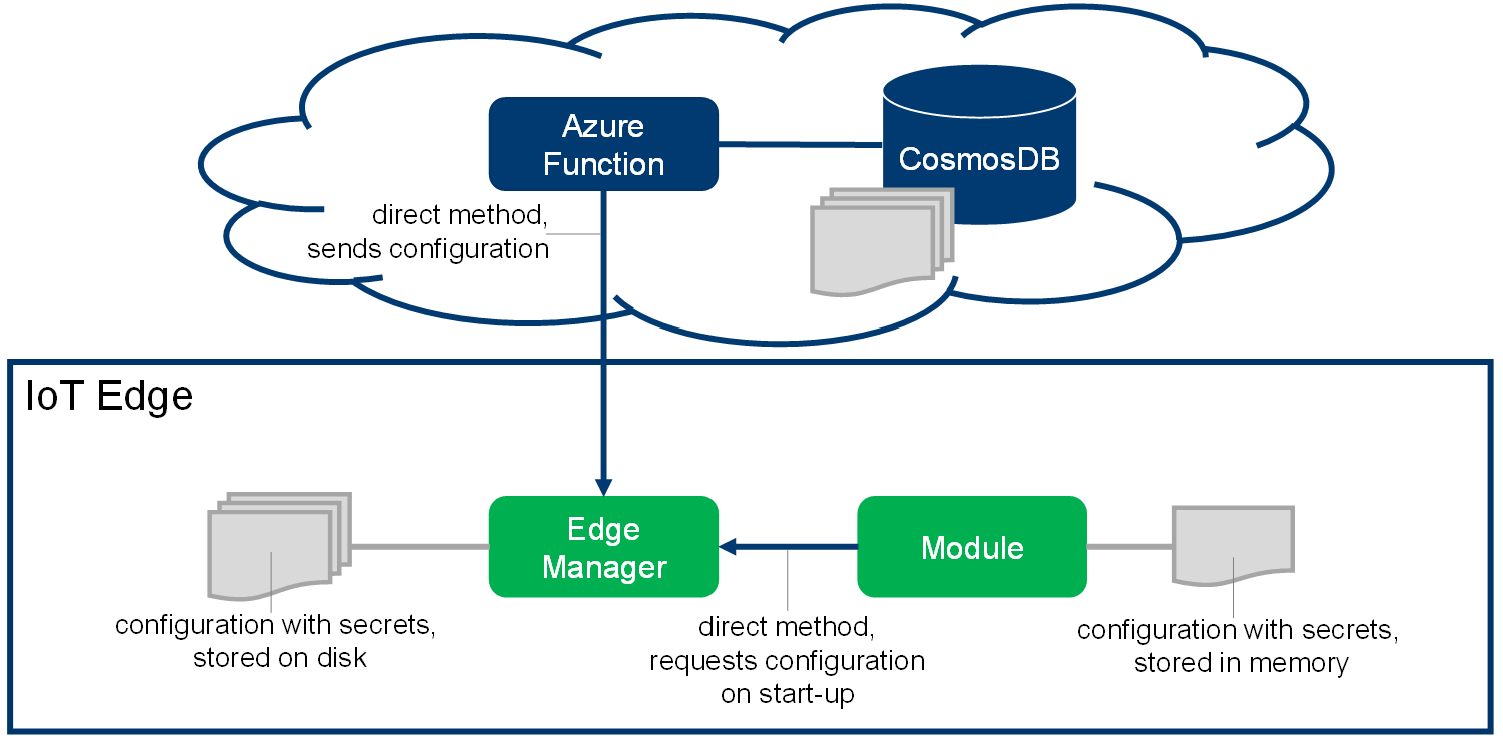 Azure
Function
CosmosDB
direct method,
sends configuration
IoT Edge
Edge
Manager
Module
configuration with secrets,
stored on disk
direct method,
requests configuration
on start-up
configuration with secrets,
stored in memory